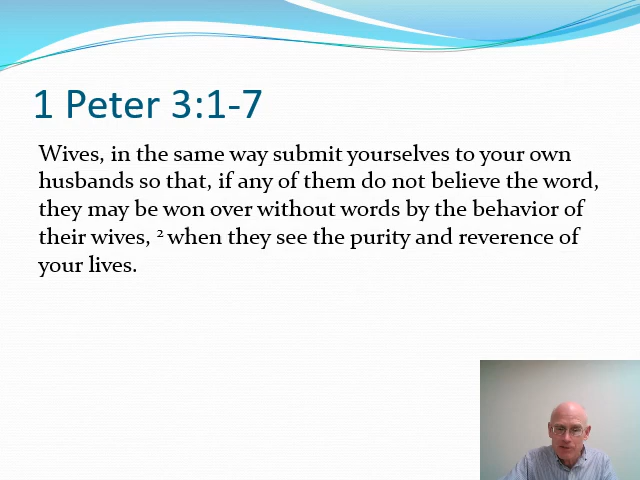 1 Peter 3:1-7
Wives, in the same way submit yourselves to your own
husbands so that, if any of them do not believe the word,
they may be won over without words by the behavior of
their wives, ² when they see the purity and reverence of
your lives.